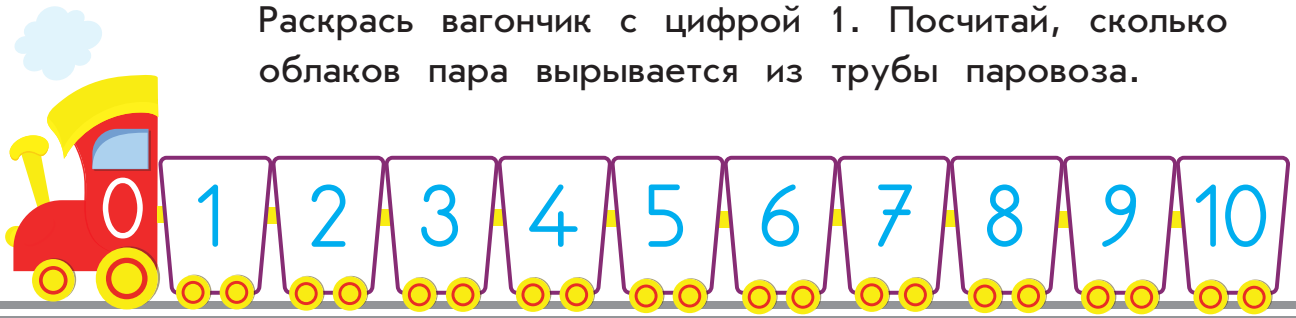 Раскрась вагончик с цифрой 1. Посчитай, сколько
облаков пара вырывается из трубы паровоза.
0 1 2 3 4 5 6 7 8 9 10